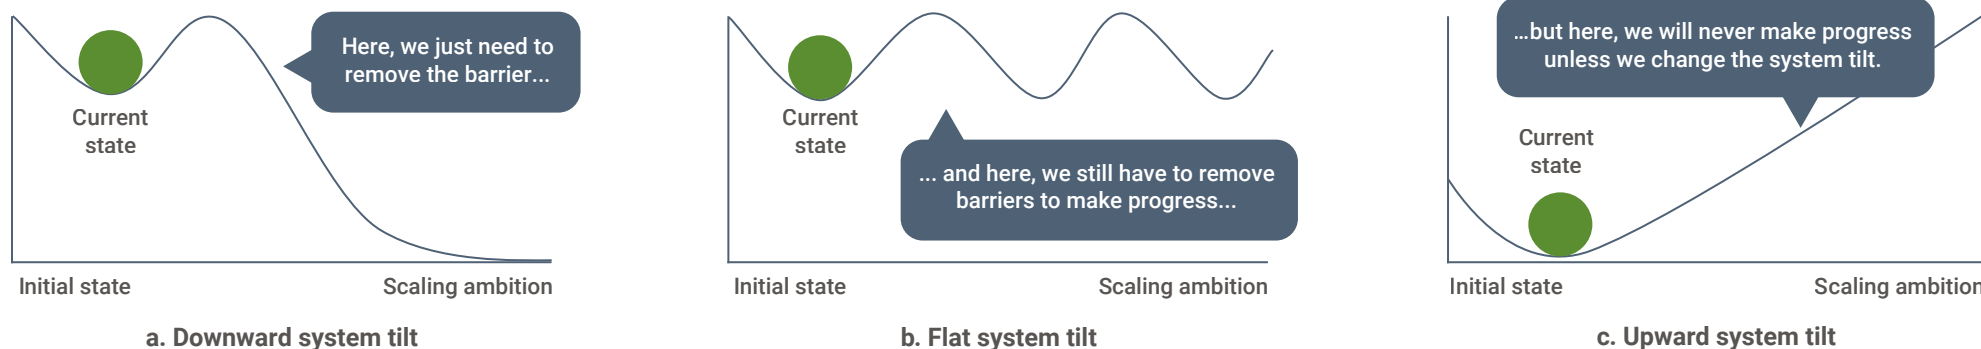 Here, we just need to
remove the barrier...
Current
state
Initial state
Scaling ambition
a. Downward system tilt
Current
state
... and here, we still have to remove
barriers to make progress...
Initial state
Scaling ambition
b. Flat system tilt
...but here, we will never make progress
unless we change the system tilt.
Current
state
Initial state
Scaling ambition
c. Upward system tilt